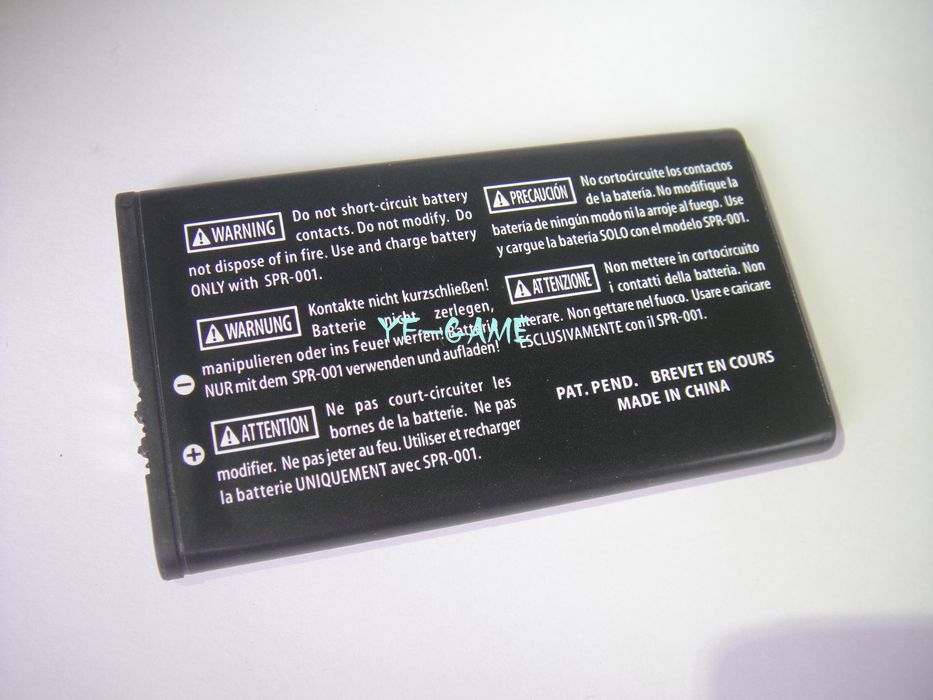 WARNING Do not short-circuit battery
contacts. Do not modify. Do
not dispose of in fire. Use and charge battery
ONLY with SPR-001.
WARNUNG Kontakte nicht kurzschließen!
Batterie nicht zerlegen,
manipulieren oder ins Feuer werfen. Batterie
NUR mit dem SPR-001 verwenden und aufladen!
ATTENTION Ne pas court-circuiter les
bornes de la batterie. Ne pas
modifier. Ne pas jeter au feu. Utiliser et recharger
la batterie UNIQUEMENT avec SPR-001.
PRECAUCIÓN No cortocircuite los contactos
de la batería. No modifique la
batería de ningún modo ni la arroje al fuego. Use
y cargue la batería SOLO con el modelo SPR-001.
ATTENZIONE Non mettere in cortocircuito
i contatti della batteria. Non
alterare. Non gettare nel fuoco. Usare e caricare
ESCLUSIVAMENTE con il SPR-001.
PAT. PEND. BREVET EN COURS
MADE IN CHINA
YF-GAME